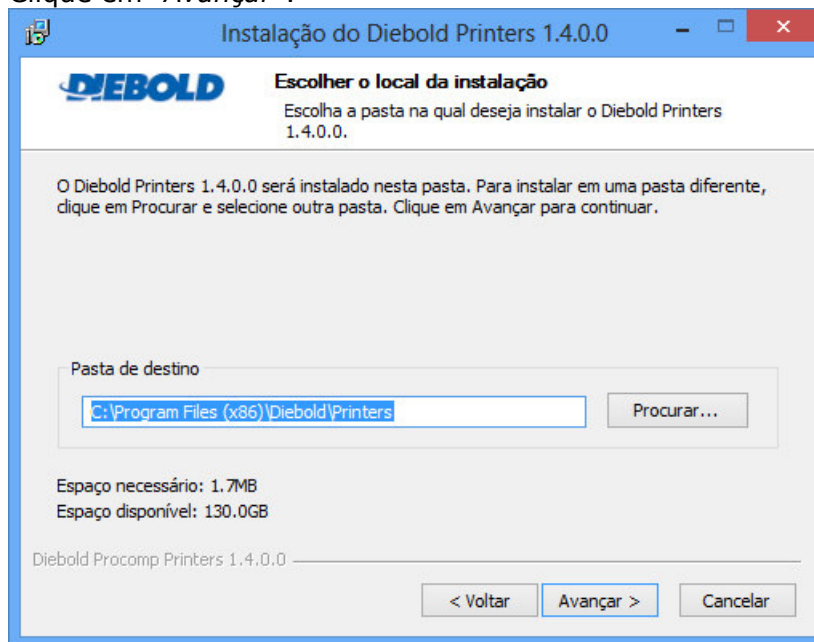 Clique em "Avançar".
Instalação do Diebold Printers 1.4.0.0
DIEBOLD
Escolher o local da instalação
Escolha a pasta na qual deseja instalar o Diebold Printers
1.4.0.0.
O Diebold Printers 1.4.0.0 será instalado nesta pasta. Para instalar em uma pasta diferente,
clique em Procurar e selecione outra pasta. Clique em Avançar para continuar.
Pasta de destino
C:\Program Files (x86)\Diebold\Printers
Procurar...
Espaço necessário: 1.7MB
Espaço disponível: 130.0GB
Diebold Procomp Printers 1.4.0.0
< Voltar
Avançar >
Cancelar